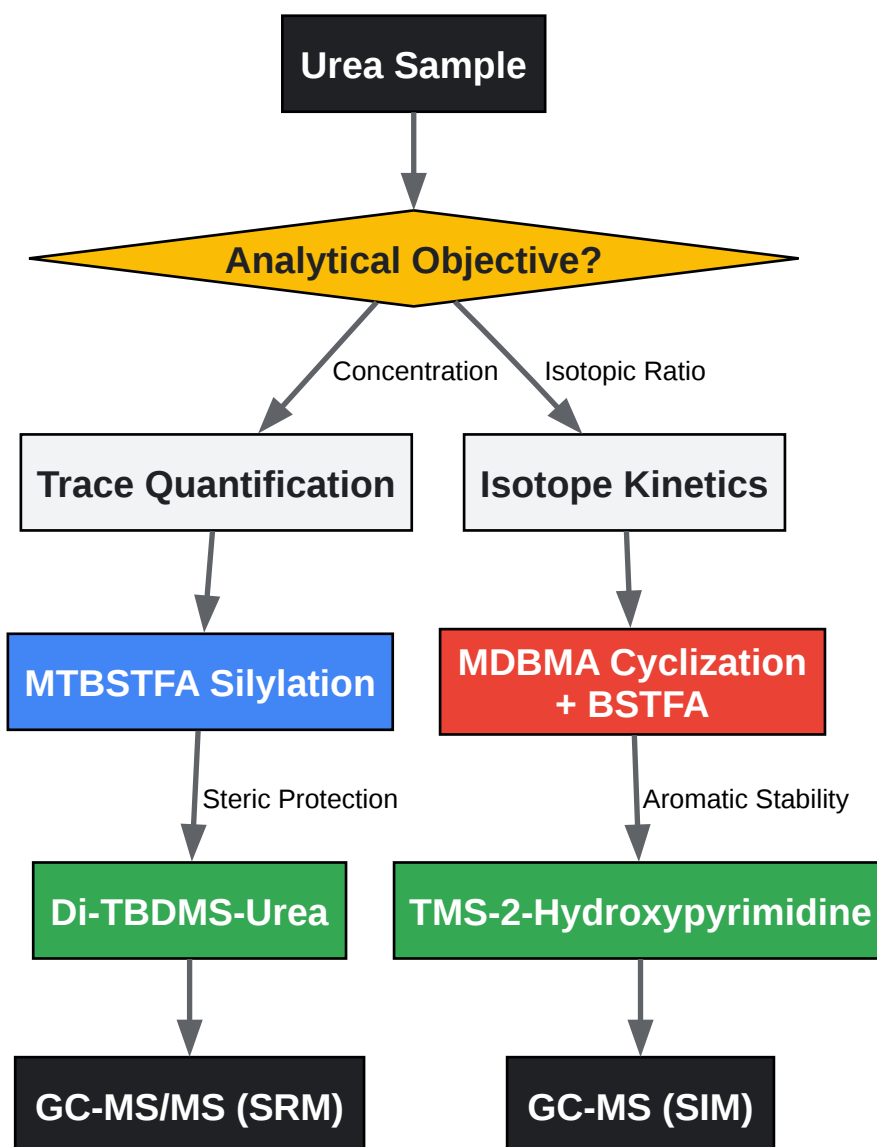 Urea Sample
Analytical Objective?
Concentration
Isotopic Ratio
Trace Quantification
Isotope Kinetics
MTBSTFA Silylation
MDBMA Cyclization
+ BSTFA
Steric Protection
Aromatic Stability
Di-TBDMS-Urea
TMS-2-Hydroxypyrimidine
GC-MS/MS (SRM)
GC-MS (SIM)